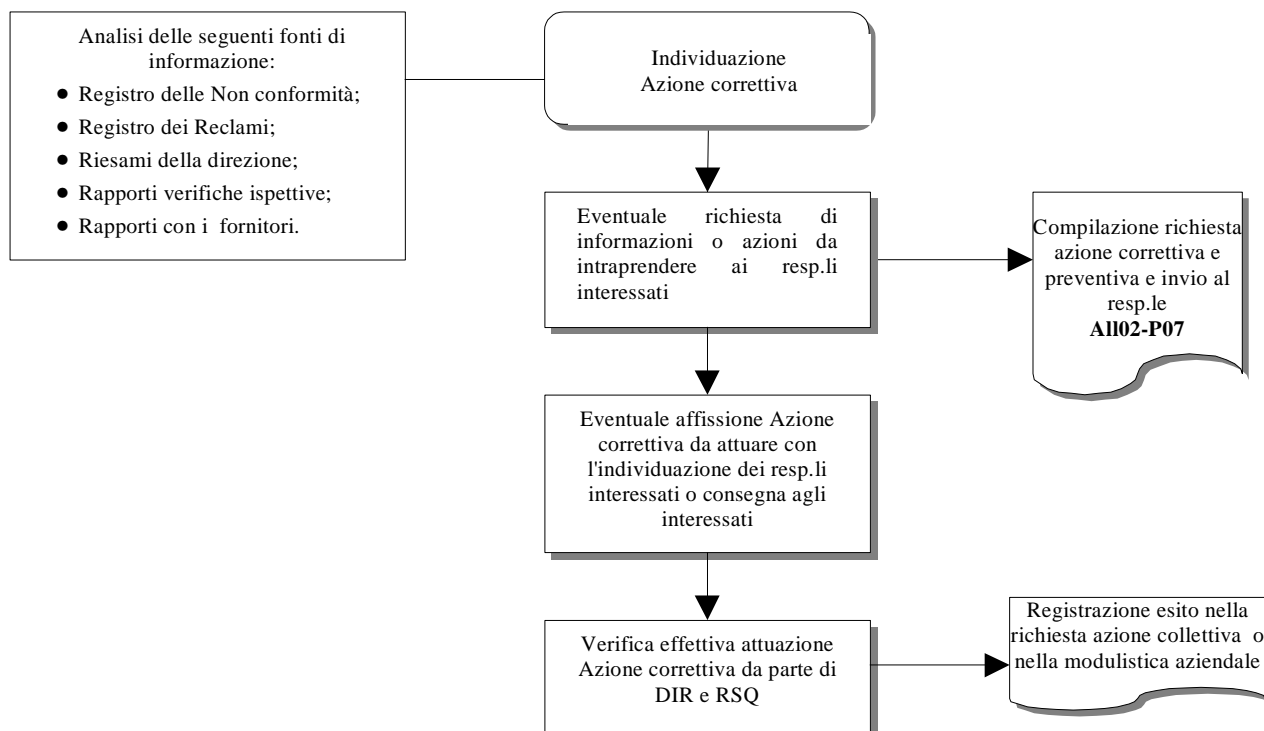 Analisi delle seguenti fonti di
informazione:
● Registro delle Non conformità;
● Registro dei Reclami;
● Riesami della direzione;
● Rapporti verifiche ispettive;
● Rapporti con i fornitori.
Individuazione
Azione correttiva
Eventuale richiesta di
informazioni o azioni da
intraprendere ai resp.li
interessati
Compilazione richiesta
azione correttiva e
preventiva e invio al
resp.le
All02-P07
Eventuale affissione Azione
correttiva da attuare con
l'individuazione dei resp.li
interessati o consegna agli
interessati
Verifica effettiva attuazione
Azione correttiva da parte di
DIR e RSQ
Registrazione esito nella
richiesta azione collettiva o
nella modulistica aziendale